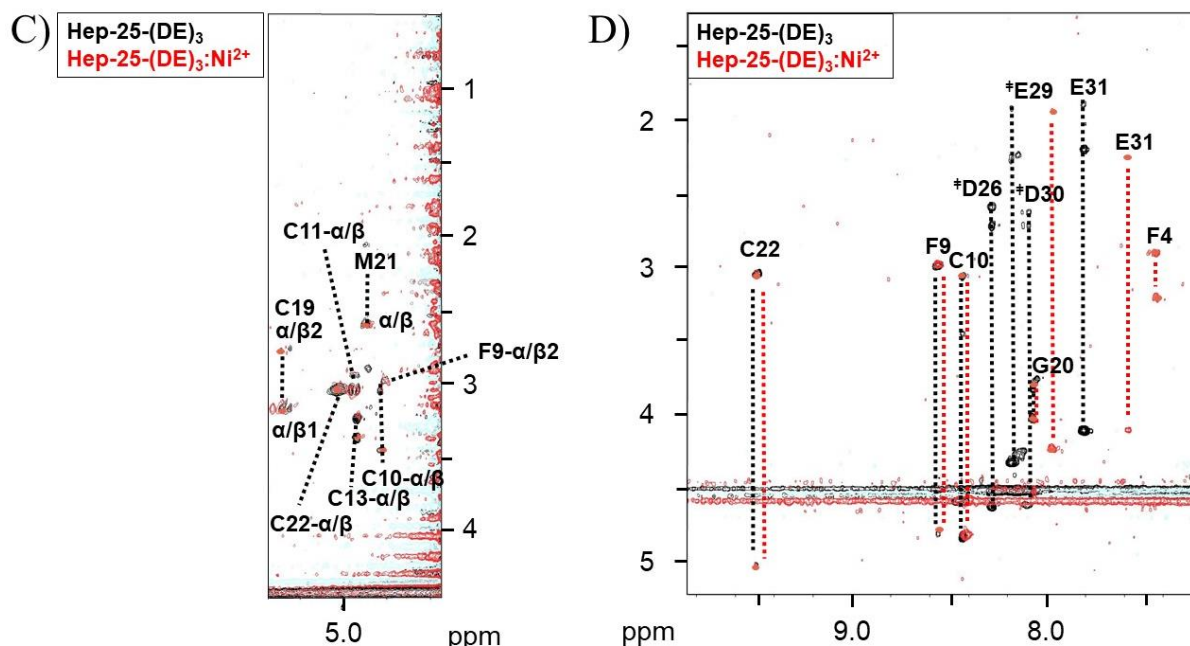 C)
Hep-25-(DE)₃
Hep-25-(DE)₃:Ni²⁺
1
2
C11-α/β
M21
C19
α/β2
α/β
F9-α/β2
3
α/β1
C10-α/β
C13-α/β
C22-α/β
4
5.0
ppm
D)
Hep-25-(DE)₃
Hep-25-(DE)₃:Ni²⁺
2
ǂE29
E31
E31
ǂD26
ǂD30
F4
C22
F9
C10
3
G20
4
5
ppm
9.0
8.0